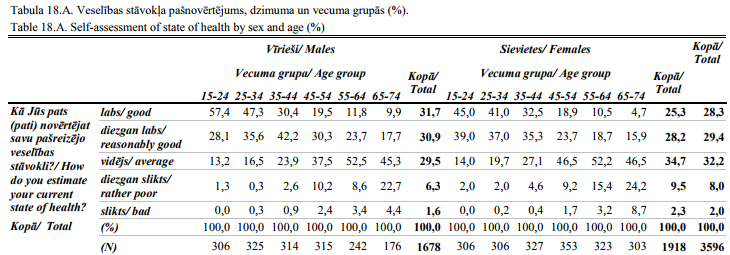 Tabula 18.A. Veselības stāvokļa pašnovērtējums, dzimuma un vecuma grupās (%).
Table 18.A. Self-assessment of state of health by sex and age (%)
Vīrieši/ Males Sievietes/ Females Kopā/ Total
Vecuma grupa/ Age group Kopā/ Total Vecuma grupa/ Age group Kopā/ Total
15-24 25-34 35-44 45-54 55-64 65-74 15-24 25-34 35-44 45-54 55-64 65-74
Kā Jūs pats (pati) novērtējat savu pašreizējo veselības stāvokli?/ How do you estimate your current state of health?
labs/ good 57,4 47,3 30,4 19,5 11,8 9,9 31,7 45,0 41,0 32,5 18,9 10,5 4,7 25,3 28,3
diezgan labs/ reasonably good 28,1 35,6 42,2 30,3 23,7 17,7 30,9 39,0 37,0 35,9 30,3 18,7 15,9 28,2 29,4
vidējs/ average 13,2 16,5 23,9 37,5 52,5 45,3 29,5 14,0 19,7 27,1 46,5 52,2 46,5 34,7 32,2
diezgan slikts/ rather poor 1,3 0,3 2,6 10,2 8,6 22,7 6,3 2,0 2,0 4,6 9,2 15,4 24,2 9,5 8,0
slikts/ bad 0,0 0,3 0,9 2,4 3,4 4,4 1,6 0,0 0,2 0,4 1,7 3,2 8,7 2,3 2,0
Kopā/ Total (%) 100,0 100,0 100,0 100,0 100,0 100,0 100,0 100,0 100,0 100,0 100,0 100,0 100,0 100,0 100,0
(N) 306 325 314 315 242 176 1678 306 306 327 353 323 303 1918 3596